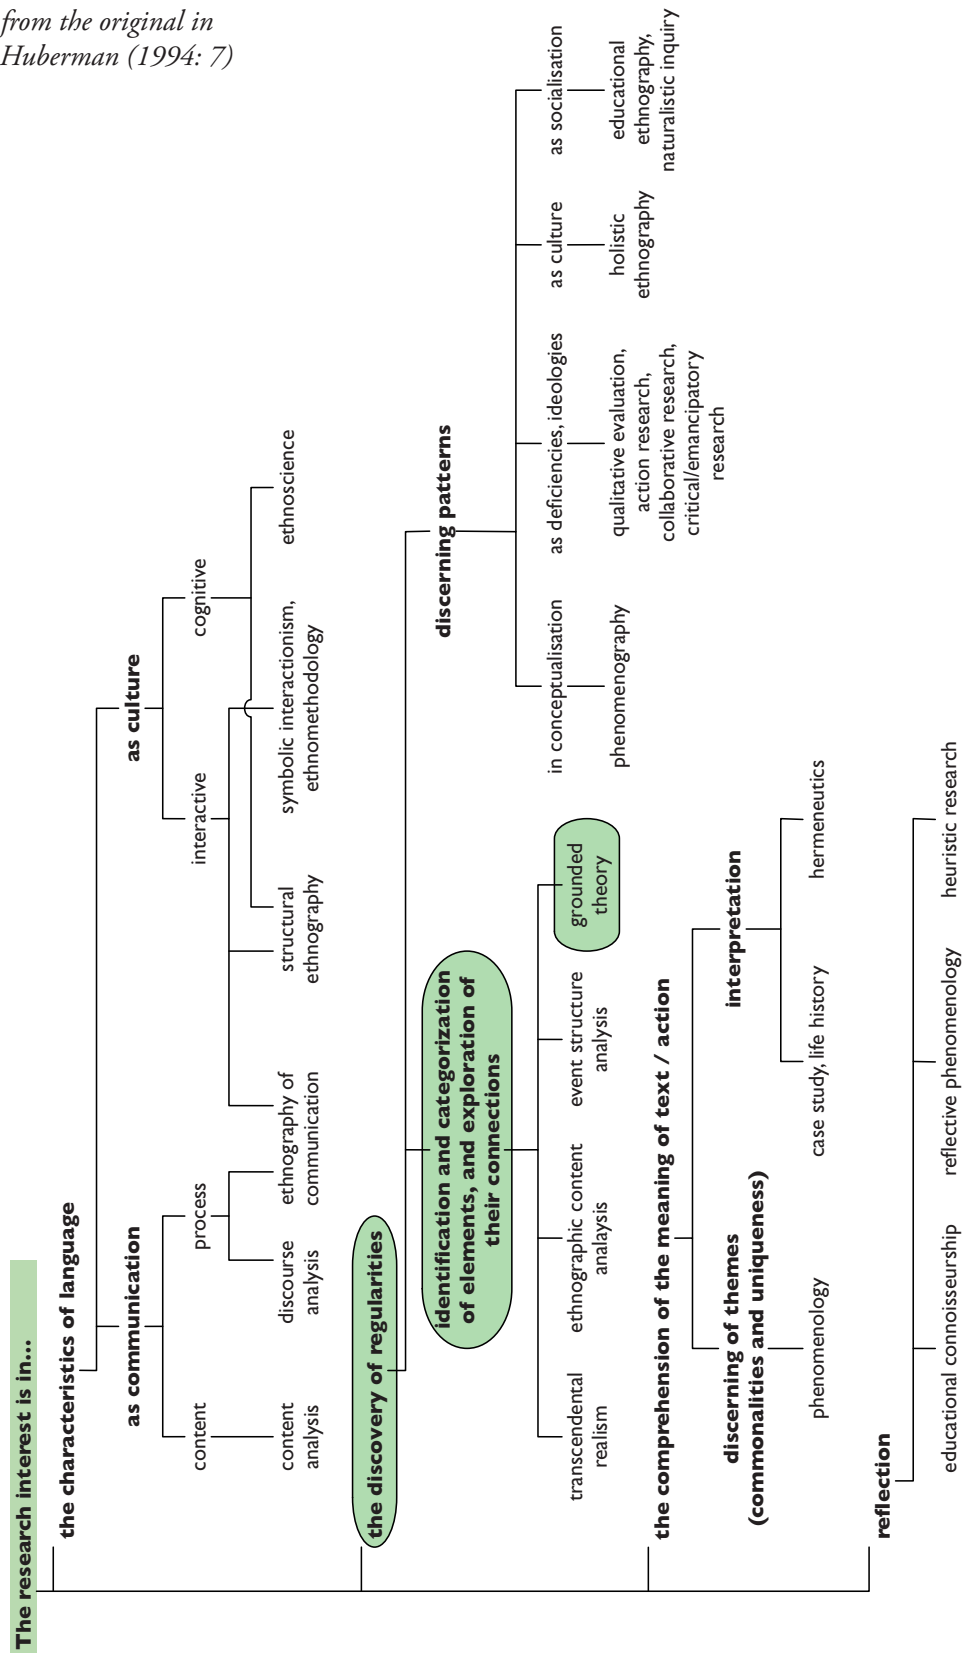 from the original in
Huberman (1994: 7)
The research interest is in...
the characteristics of language
as communication
as culture
content
process
interactive
cognitive
content
analysis
discourse
analysis
ethnography of
communication
structural
ethnography
symbolic interactionism,
ethnomethodology
ethnoscience
the discovery of regularities
identification and categorization
of elements, and exploration of
their connections
discerning patterns
transcendental
realism
ethnographic content
analaysis
event structure
analysis
grounded
theory
in conceptualisation
as deficiencies, ideologies
as culture
as socialisation
phenomenography
qualitative evaluation,
action research,
collaborative research,
critical/emancipatory
research
holistic
ethnography
educational
ethnography,
naturalistic inquiry
the comprehension of the meaning of text / action
discerning of themes
(commonalities and uniqueness)
interpretation
phenomenology
case study, life history
hermeneutics
reflection
educational connoisseurship
reflective phenomenology
heuristic research